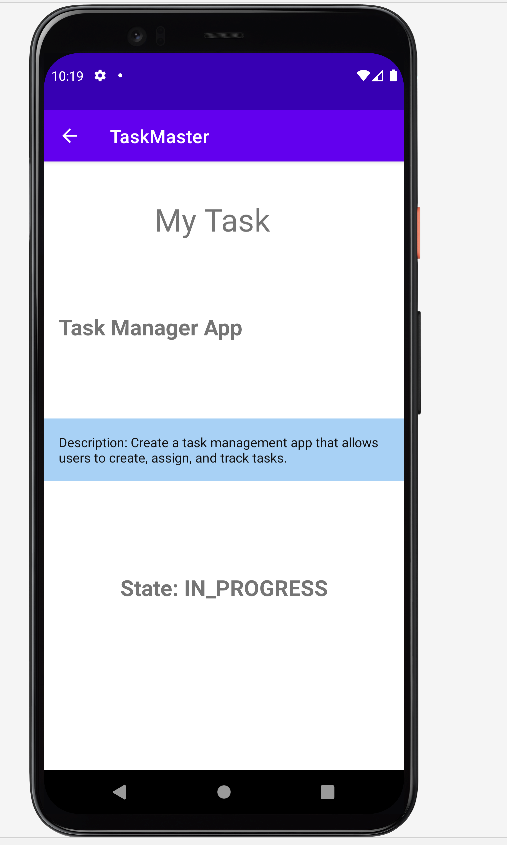 10:19
TaskMaster
My Task
Task Manager App
Description: Create a task management app that allows
users to create, assign, and track tasks.
State: IN_PROGRESS